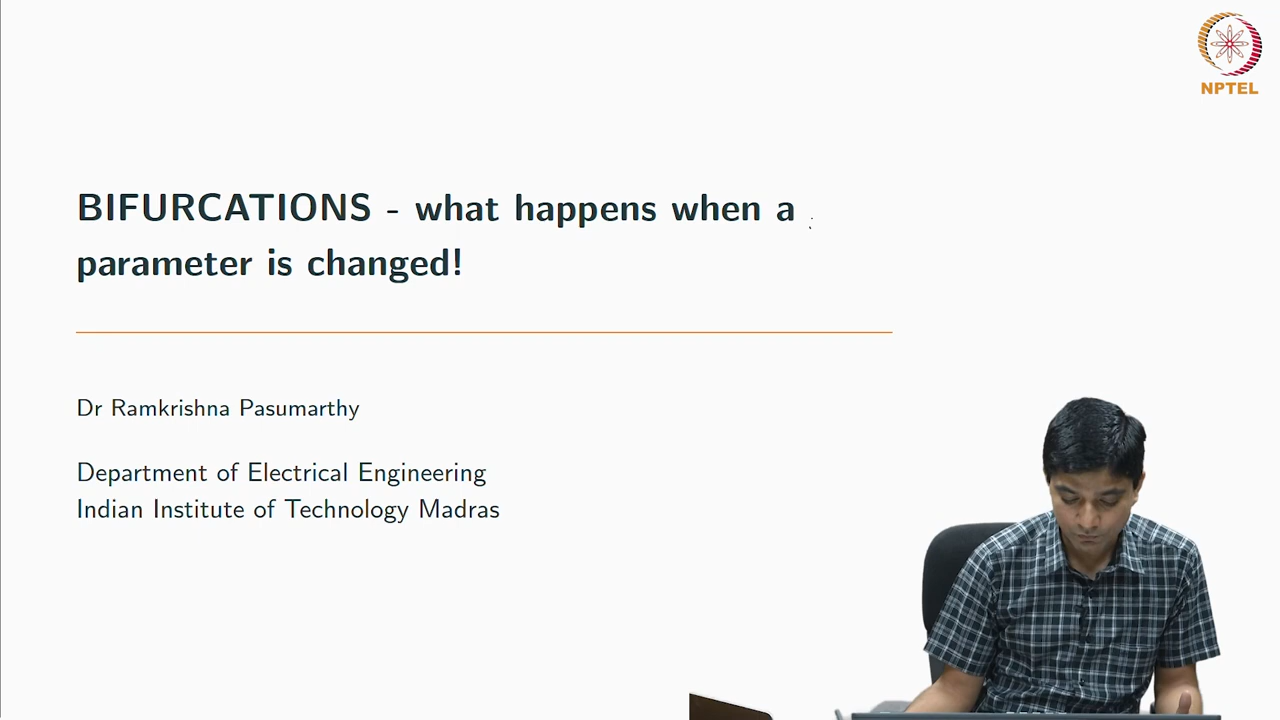 NPTEL
BIFURCATIONS - what happens when a
parameter is changed!
Dr Ramkrishna Pasumarthy
Department of Electrical Engineering
Indian Institute of Technology Madras